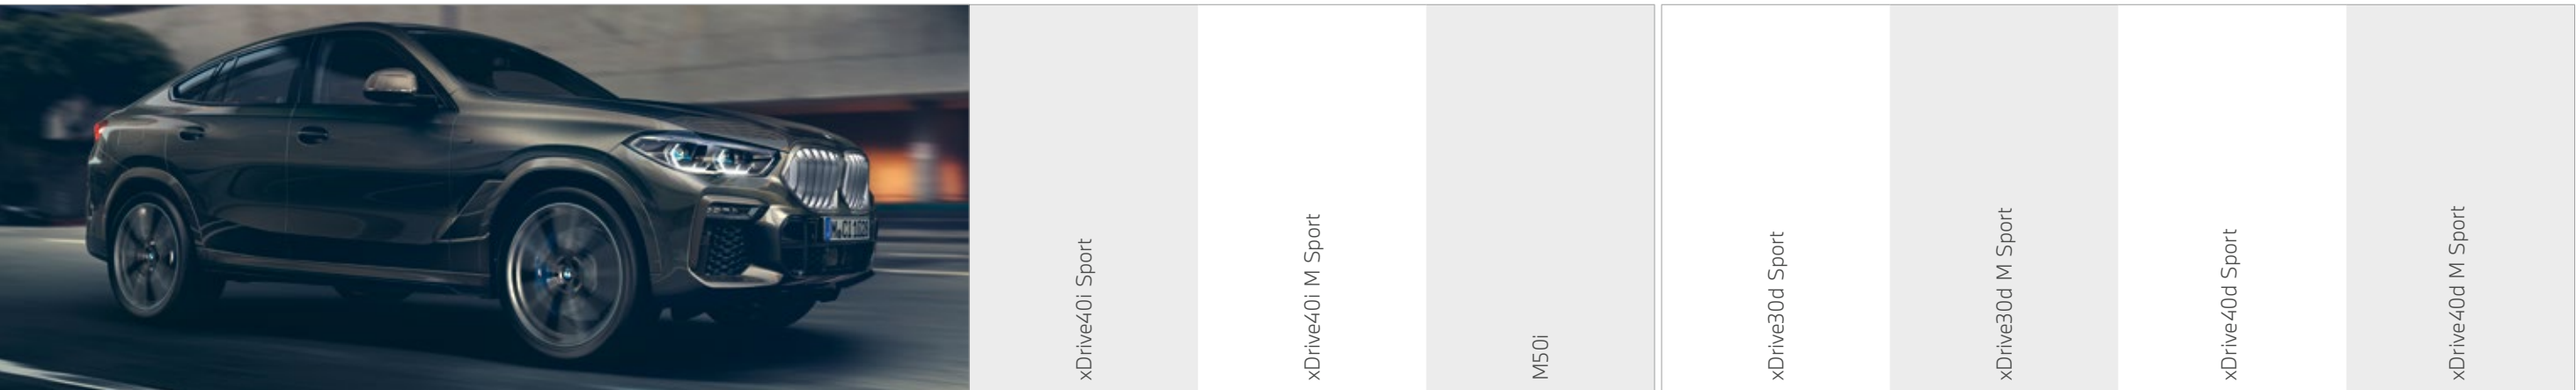 xDrive40i Sport
xDrive40i M Sport
M50i
xDrive30d Sport
xDrive30d M Sport
xDrive40d Sport
xDrive40d M Sport